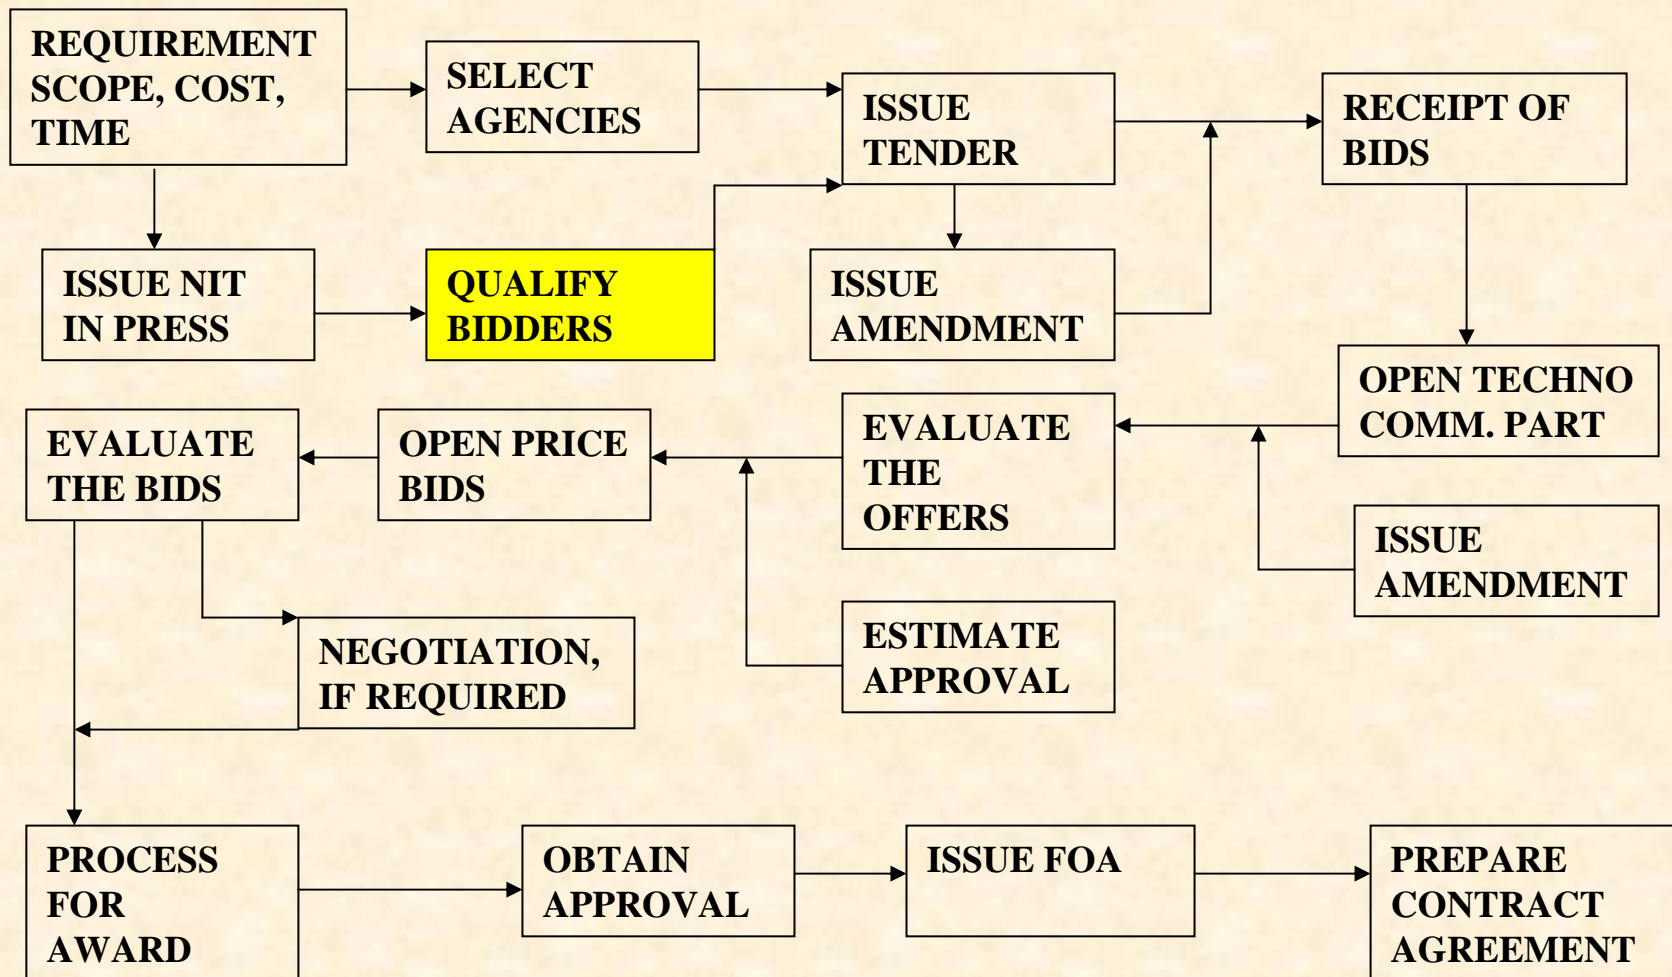 REQUIREMENT
SCOPE, COST,
TIME
SELECT
AGENCIES
ISSUE
TENDER
RECEIPT OF
BIDS
ISSUE NIT
IN PRESS
QUALIFY
BIDDERS
ISSUE
AMENDMENT
OPEN TECHNO
COMM. PART
EVALUATE
THE
OFFERS
OPEN PRICE
BIDS
EVALUATE
THE BIDS
ISSUE
AMENDMENT
ESTIMATE
APPROVAL
NEGOTIATION,
IF REQUIRED
PROCESS
FOR
AWARD
OBTAIN
APPROVAL
ISSUE FOA
PREPARE
CONTRACT
AGREEMENT